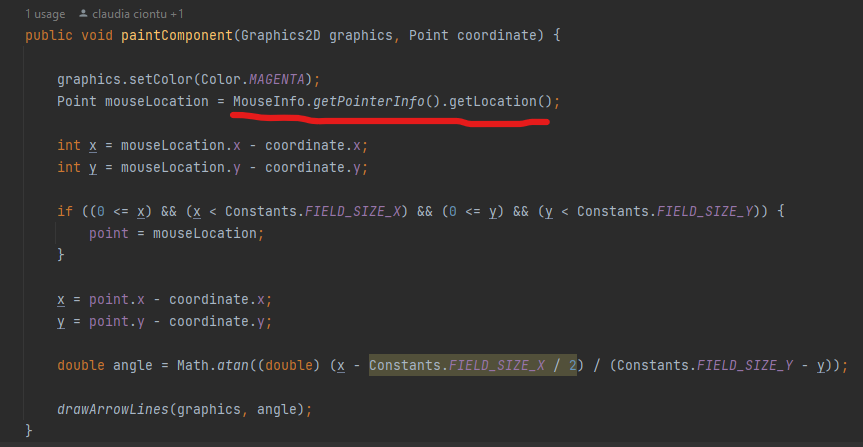 1 usage claudia ciontu +1
public void paintComponent(Graphics2D graphics, Point coordinate) {
graphics.setColor(Color.MAGENTA);
Point mouseLocation = MouseInfo.getPointerInfo().getLocation();
int x = mouseLocation.x - coordinate.x;
int y = mouseLocation.y - coordinate.y;
if ((0 <= x) && (x < Constants.FIELD_SIZE_X) && (0 <= y) && (y < Constants.FIELD_SIZE_Y)) {
point = mouseLocation;
}
x = point.x - coordinate.x;
y = point.y - coordinate.y;
double angle = Math.atan((double) (x - Constants.FIELD_SIZE_X / 2) / (Constants.FIELD_SIZE_Y - y));
drawArrowLines(graphics, angle);
}